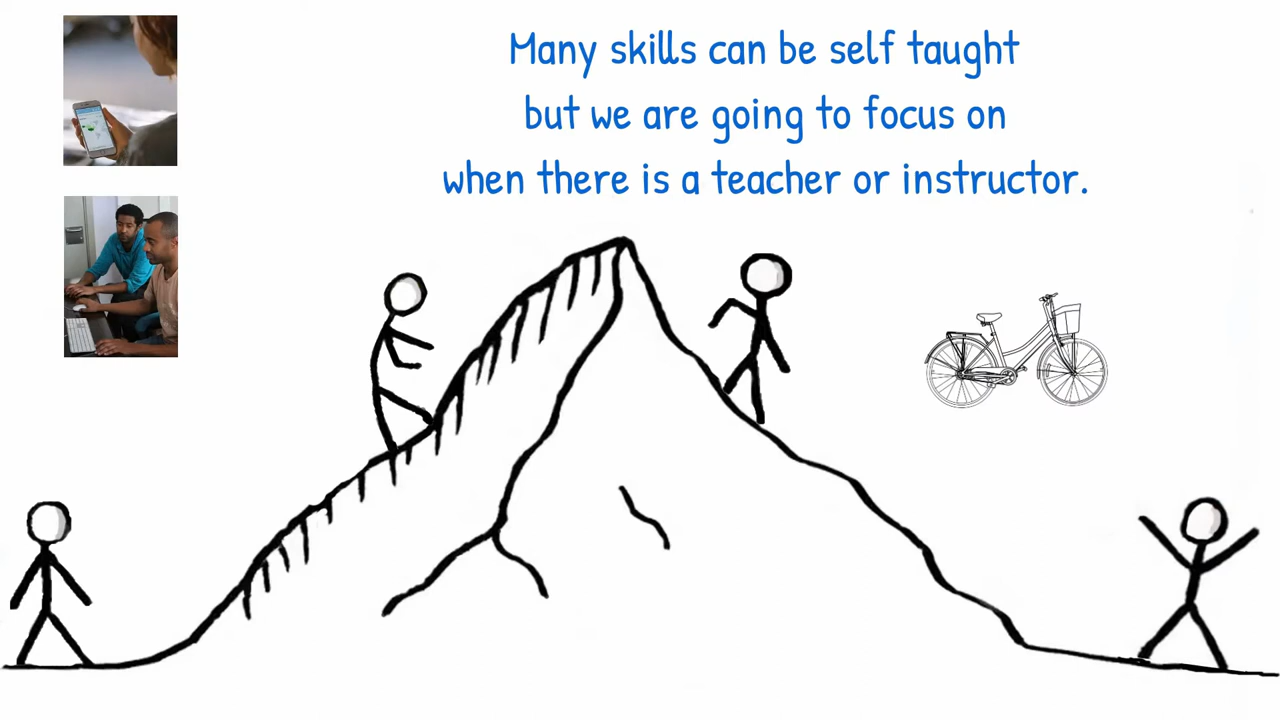 Many skills can be self taught
but we are going to focus on
when there is a teacher or instructor.